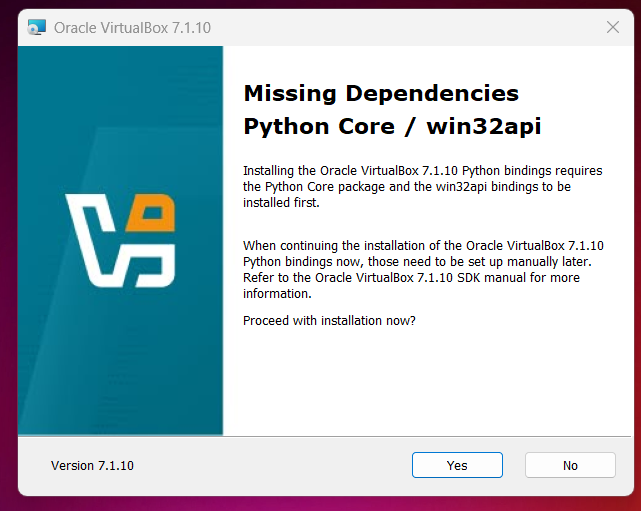 Oracle VirtualBox 7.1.10
Missing Dependencies
Python Core / win32api
Installing the Oracle VirtualBox 7.1.10 Python bindings requires
the Python Core package and the win32api bindings to be
installed first.
When continuing the installation of the Oracle VirtualBox 7.1.10
Python bindings now, those need to be set up manually later.
Refer to the Oracle VirtualBox 7.1.10 SDK manual for more
information.
Proceed with installation now?
Version 7.1.10
Yes
No